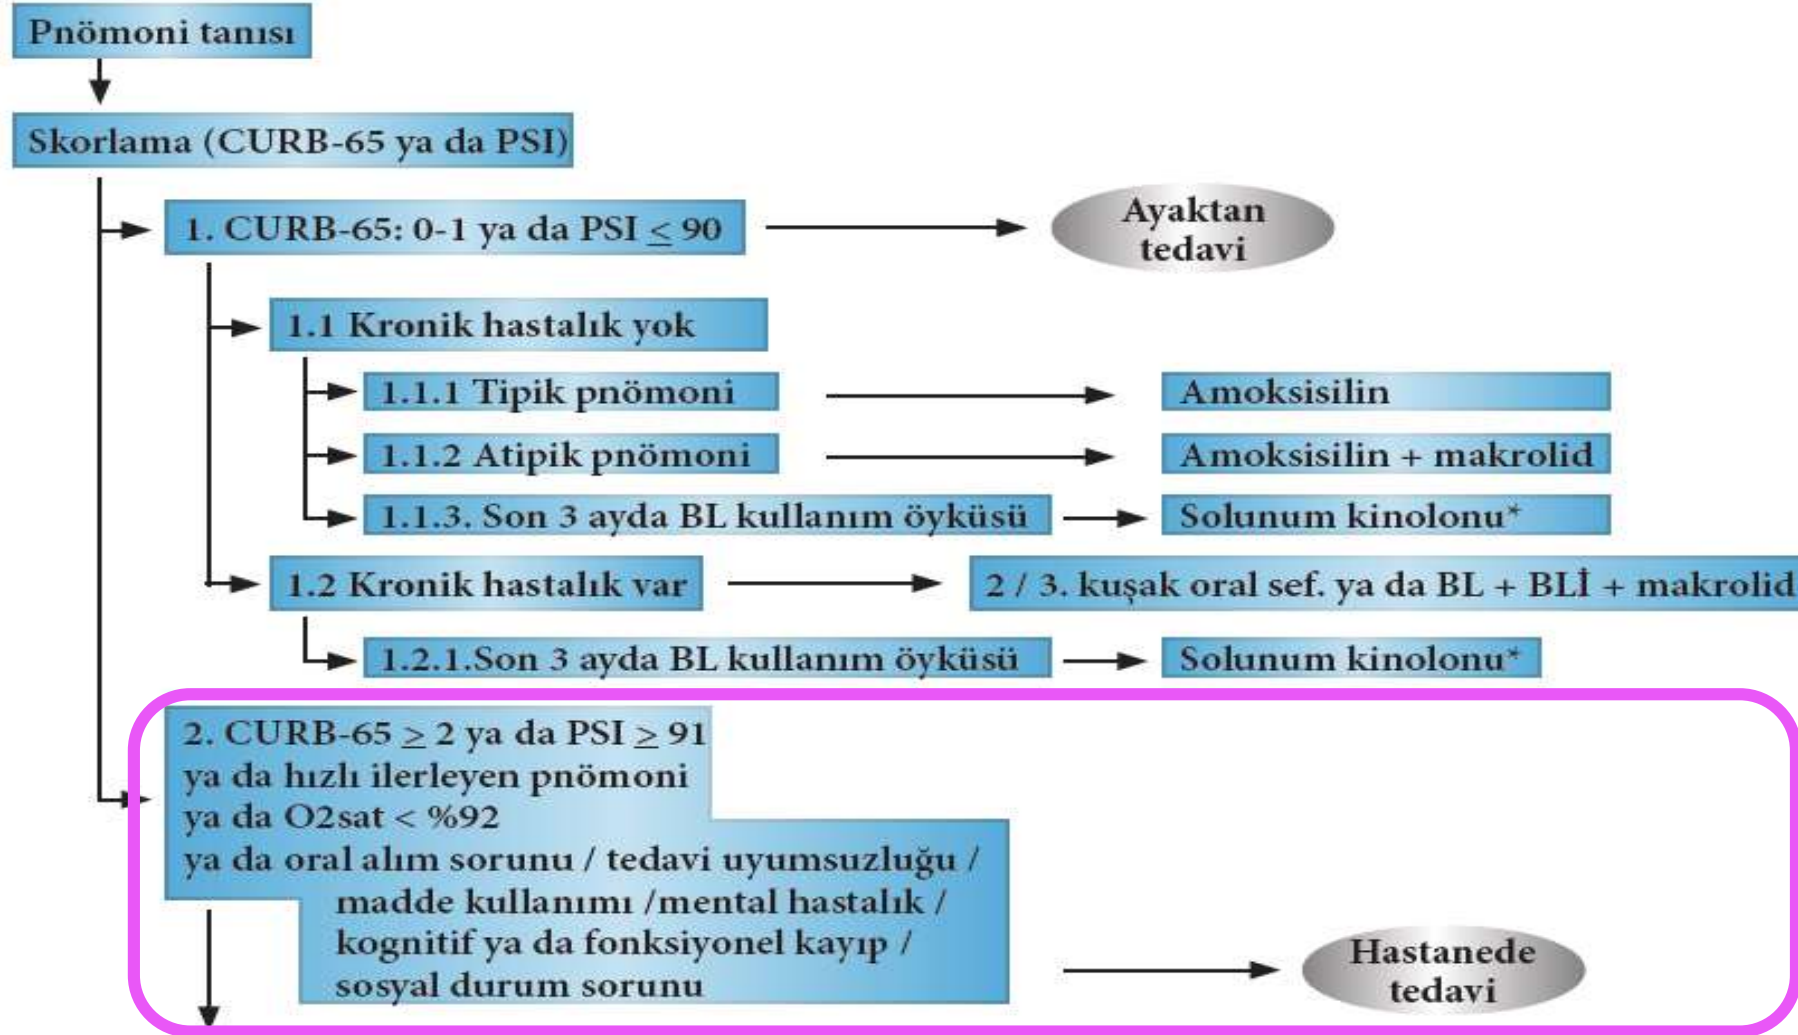 Pnömoni tanısı
Skorlama (CURB-65 ya da PSI)
1. CURB-65: 0-1 ya da PSI ≤ 90
Ayaktan
tedavi
1.1 Kronik hastalık yok
1.1.1 Tipik pnömoni
Amoksisilin
1.1.2 Atipik pnömoni
Amoksisilin + makrolid
1.1.3. Son 3 ayda BL kullanım öyküsü
Solunum kinolonu*
1.2 Kronik hastalık var
2 / 3. kuşak oral sef. ya da BL + BLİ + makrolid
1.2.1.Son 3 ayda BL kullanım öyküsü
Solunum kinolonu*
2. CURB-65 ≥ 2 ya da PSI ≥ 91
ya da hızlı ilerleyen pnömoni
ya da O2sat < %92
ya da oral alım sorunu / tedavi uyumsuzluğu /
madde kullanımı /mental hastalık /
kognitif ya da fonksiyonel kayıp /
sosyal durum sorunu
Hastanede
tedavi